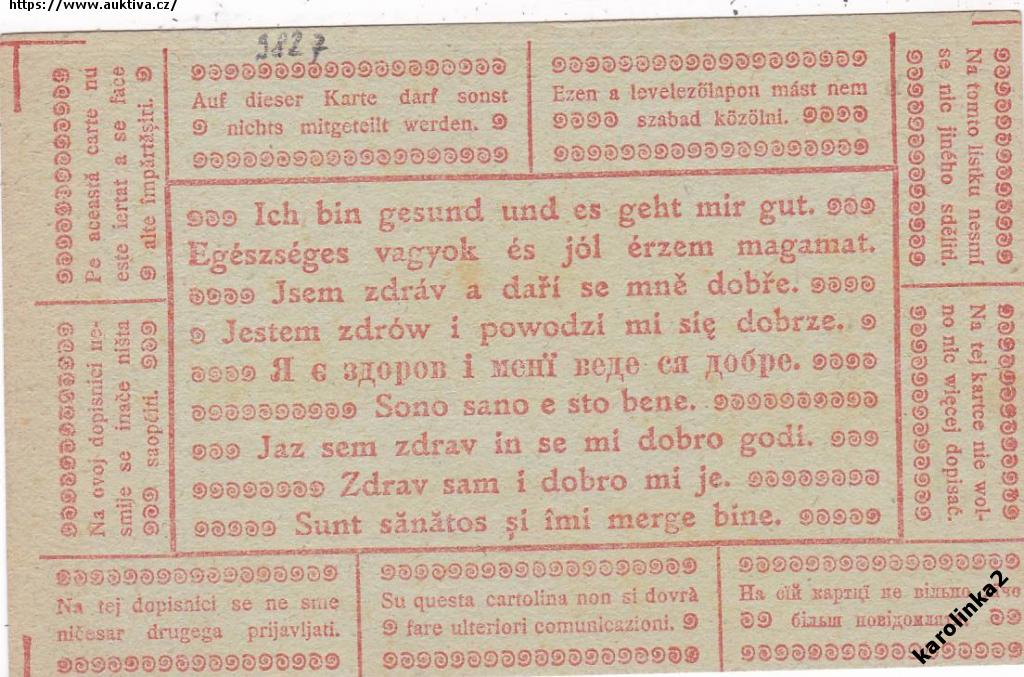 https://www.auktiva.cz/
9827
Auf dieser Karte darf sonst
nichts mitgeteilt werden.
Ezen a levelezőlapon mást nem
szabad közölni.
Pe această carte nu
este iertat a se face
alte împărtășiri.
Na tomto lístku nesmí
se nic jiného sděliti.
Ich bin gesund und es geht mir gut.
Egészséges vagyok és jól érzem magamat.
Jsem zdráv a daří se mně dobře.
Jestem zdrów i powodzi mi się dobrze.
Я є здоров і менї веде ся добре.
Sono sano e sto bene.
Jaz sem zdrav in se mi dobro godi.
Zdrav sam i dobro mi je.
Sunt sănătos și îmi merge bine.
Na ovoj dopisnici ne-
smije se inače ništa
saopćiti.
Na tej kartce nie wol-
no nic więcej dopisać.
Na tej dopisnici se ne sme
ničesar drugega prijavljati.
Su questa cartolina non si dovrà
fare ulteriori comunicazioni.
На сїй картцї не вільно
більш
karolinka2